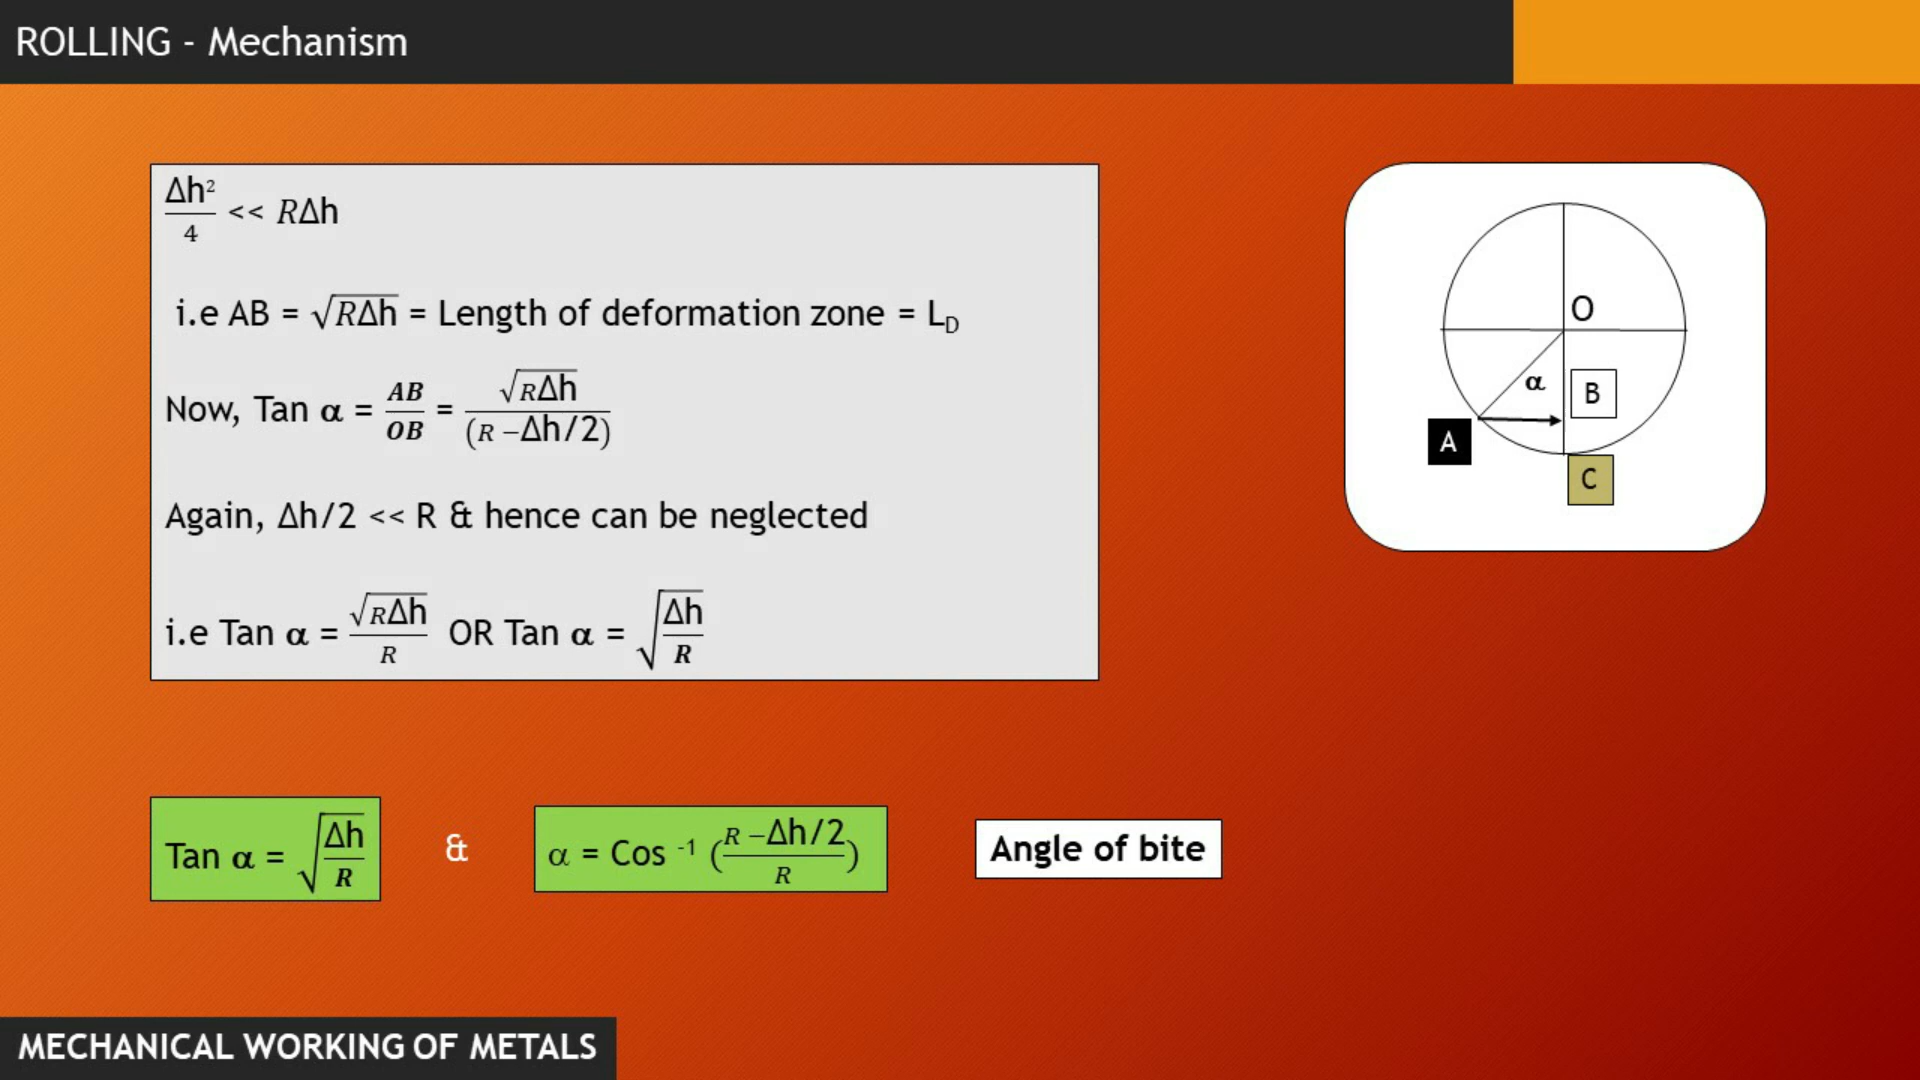 ROLLING - Mechanism
Δh²/4 << RΔh
i.e AB = √RΔh = Length of deformation zone = L_D
Now, Tan α = AB/OB = √RΔh/(R −Δh/2)
Again, Δh/2 << R & hence can be neglected
i.e Tan α = √RΔh/R OR Tan α = √(Δh/R)
O
α
B
A
C
Tan α = √(Δh/R)
&
α = Cos ⁻¹ ((R −Δh/2)/R)
Angle of bite
MECHANICAL WORKING OF METALS